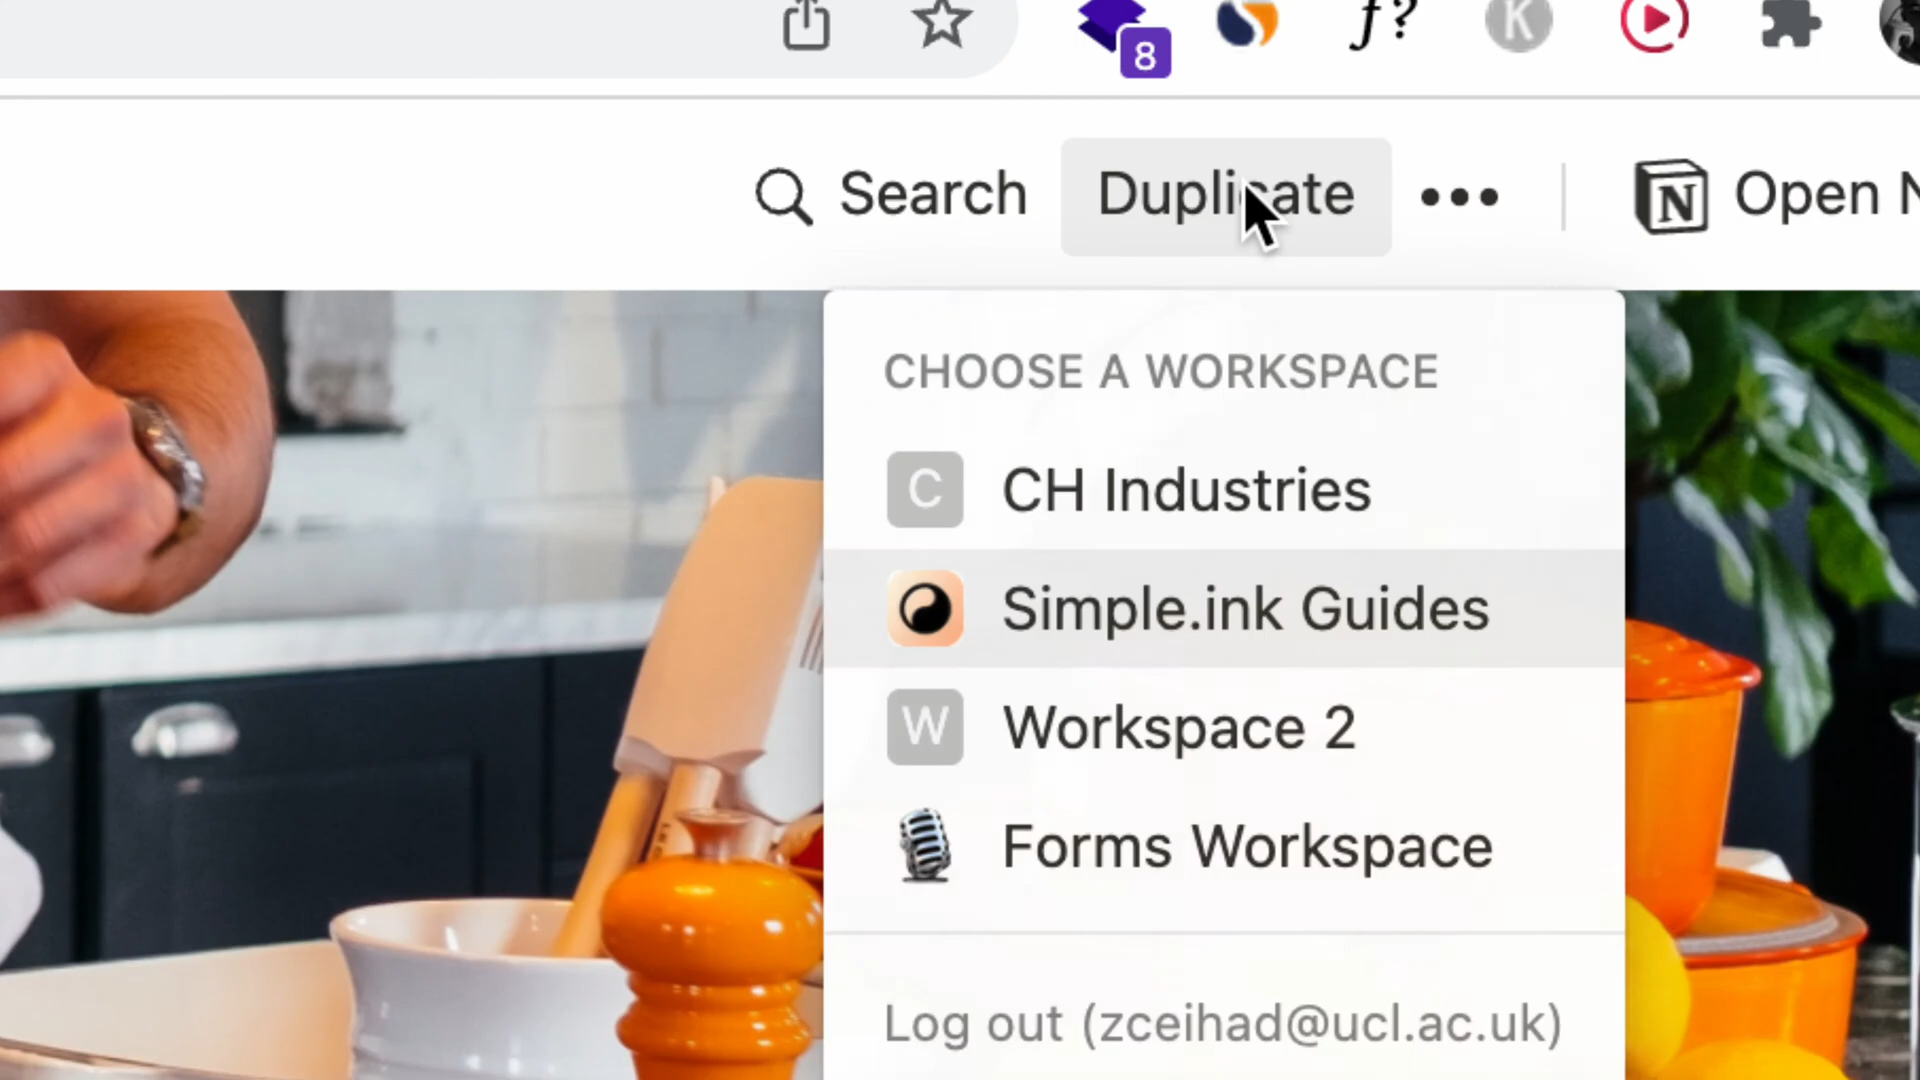 8
f?
K
Search Duplicate ••• N Open N
CHOOSE A WORKSPACE
C CH Industries
Simple.ink Guides
W Workspace 2
Forms Workspace
Log out (zceihad@ucl.ac.uk)